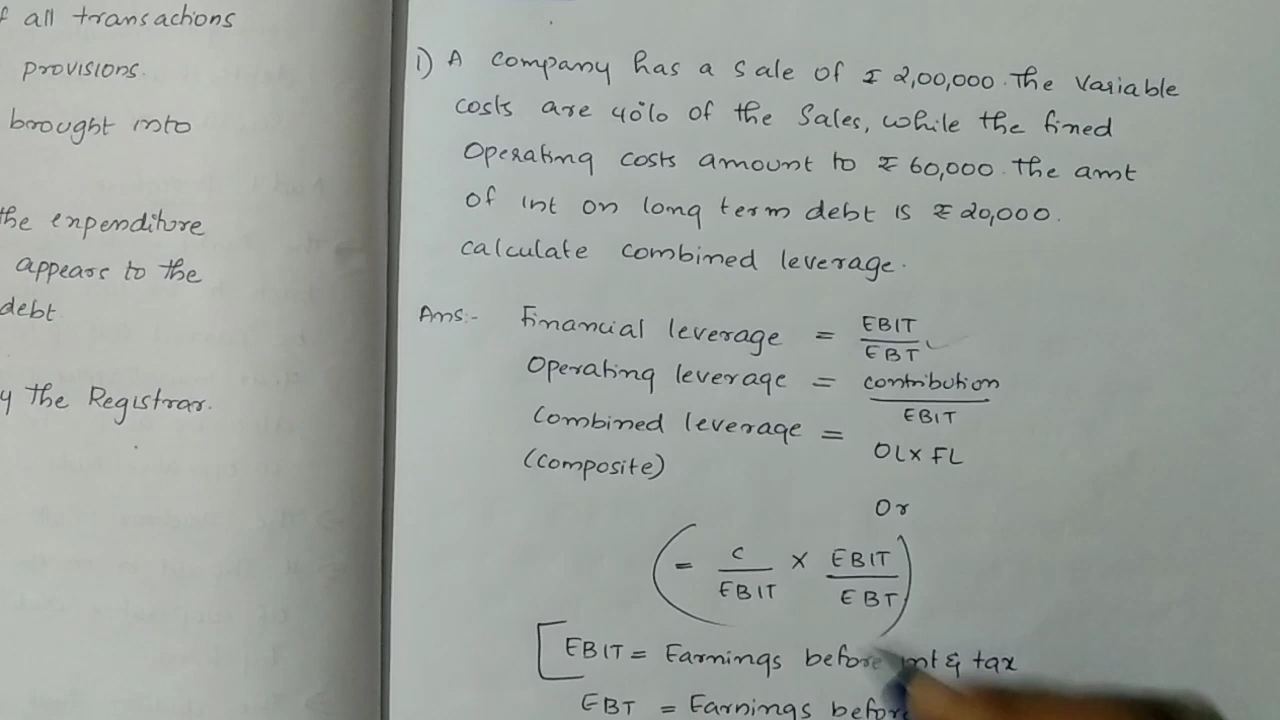 all transactions
provisions.
brought into
the expenditure
appears to the
debt
the Registrar.
1) A company has a sale of ₹ 2,00,000. The variable
costs are 40% of the Sales, while the fixed
Operating costs amount to ₹ 60,000. The amt
of int on long term debt is ₹ 20,000.
calculate combined leverage.
Ans:- Financial leverage = EBIT
EBT
Operating leverage = contribution
EBIT
Combined leverage = OL x FL
(composite)
Or
( = C x EBIT )
EBIT EBT
[ EBIT = Earnings before int & tax
EBT = Earnings before